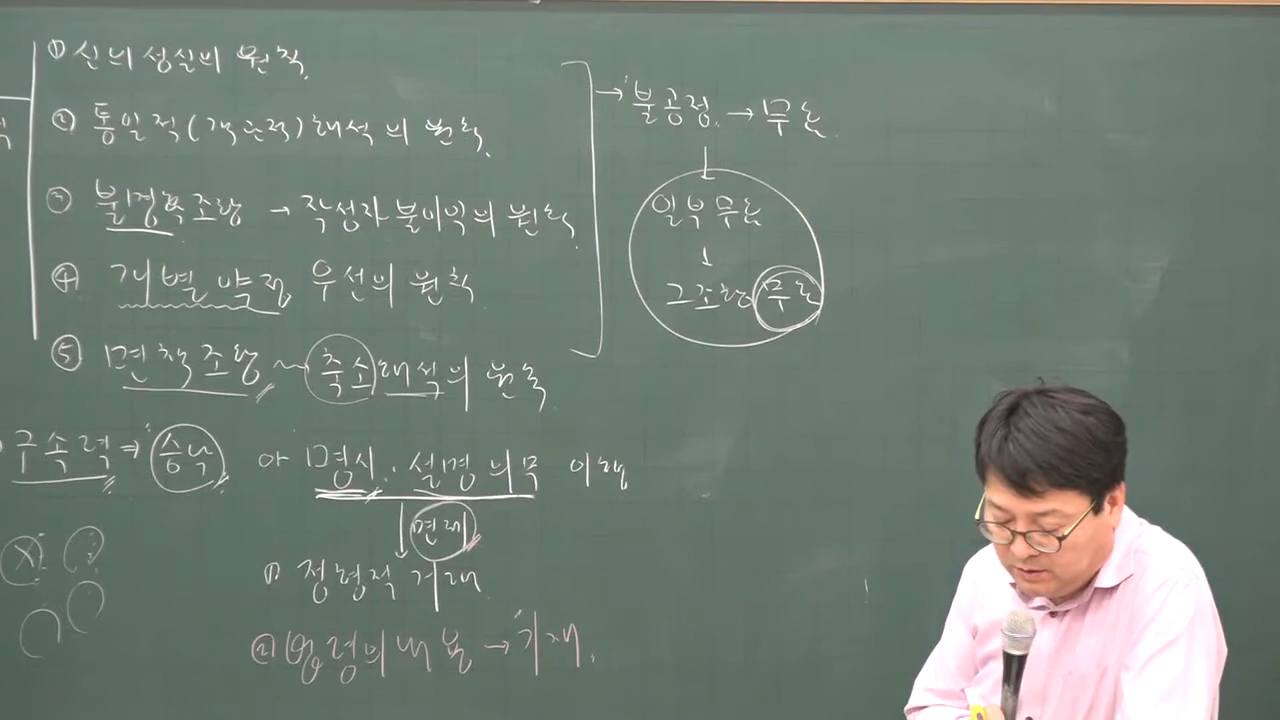 ① 신의성실의 원칙.
② 통일적(객관적)해석의 원칙.
③ 불명확조항 → 작성자불이익의 원칙.
④ 개별약정 우선의 원칙
⑤ 면책조항 ~ 축소해석의 원칙
→ 불공정. → 무효.
↓
일부무효
↓
그조항 무효
구속력 ⇒ 승낙 아 명시. 설명의무 이행
↓ 면제
① 정형적 거래.
② 법령의 내용 → 기재.